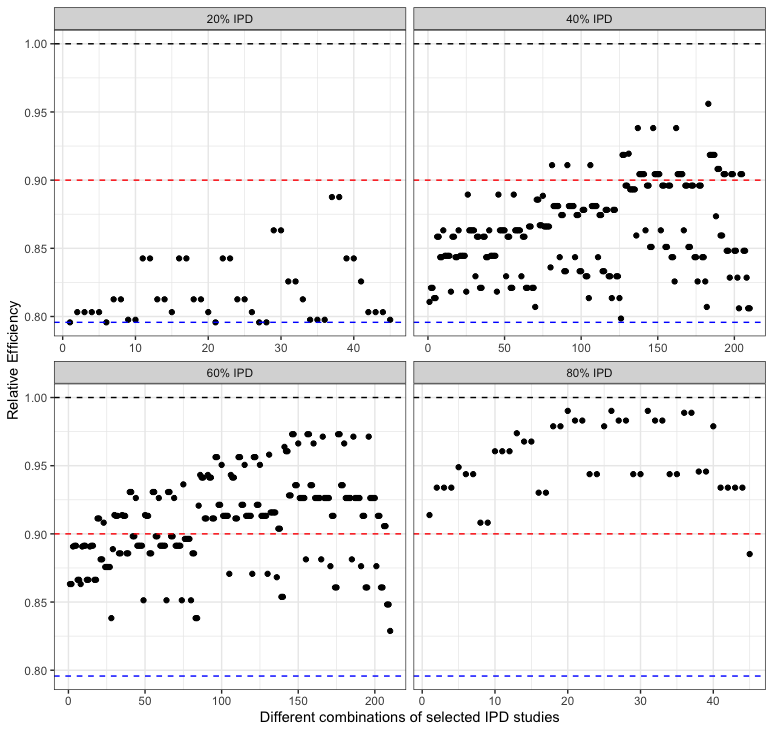 20% IPD
40% IPD
1.00
0.95
0.90
0.85
0.80
0 10 20 30 40
0 50 100 150 200
Relative Efficiency
60% IPD
80% IPD
1.00
0.95
0.90
0.85
0.80
0 50 100 150 200
0 10 20 30 40
Different combinations of selected IPD studies